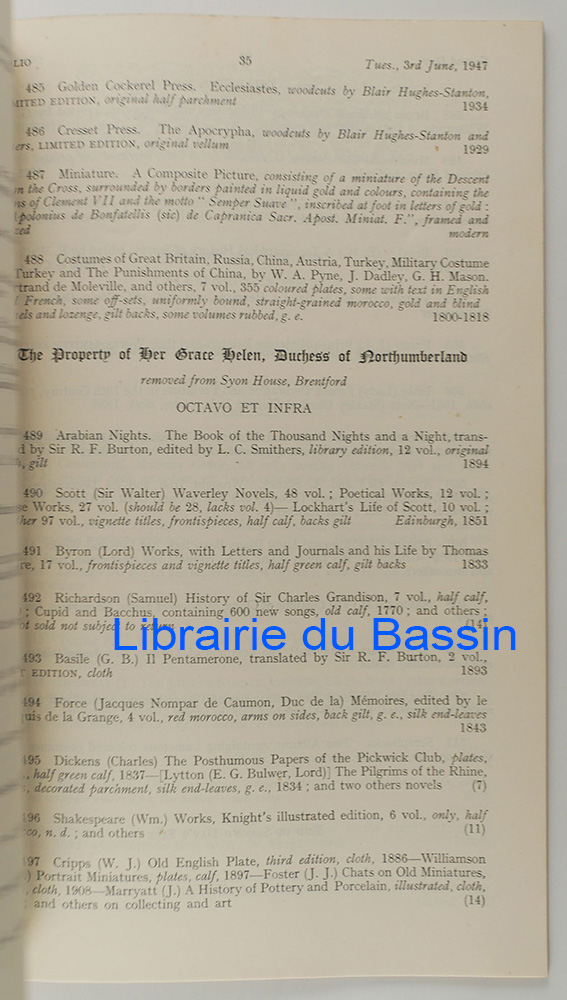 LIO 35 Tues., 3rd June, 1947
485 Golden Cockerel Press. Ecclesiastes, woodcuts by Blair Hughes-Stanton,
MITED EDITION, original half parchment 1934
486 Cresset Press. The Apocrypha, woodcuts by Blair Hughes-Stanton and
ers, LIMITED EDITION, original vellum 1929
487 Miniature. A Composite Picture, consisting of a miniature of the Descent
m the Cross, surrounded by borders painted in liquid gold and colours, containing the
ns of Clement VII and the motto " Semper Suave ", inscribed at foot in letters of gold :
polonius de Bonfatellis (sic) de Capranica Sacr. Apost. Miniat. F.", framed and
zed modern
488 Costumes of Great Britain, Russia, China, Austria, Turkey, Military Costume
Turkey and The Punishments of China, by W. A. Pyne, J. Dadley, G. H. Mason.
trand de Moleville, and others, 7 vol., 355 coloured plates, some with text in English
French, some off-sets, uniformly bound, straight-grained morocco, gold and blind
els and lozenge, gilt backs, some volumes rubbed, g. e. 1800-1818
The Property of Her Grace Helen, Duchess of Northumberland
removed from Syon House, Brentford
OCTAVO ET INFRA
489 Arabian Nights. The Book of the Thousand Nights and a Night, trans-
d by Sir R. F. Burton, edited by L. C. Smithers, library edition, 12 vol., original
h, gilt 1894
490 Scott (Sir Walter) Waverley Novels, 48 vol. ; Poetical Works, 12 vol. ;
se Works, 27 vol. (should be 28, lacks vol. 4)— Lockhart's Life of Scott, 10 vol ;
her 97 vol., vignette titles, frontispieces, half calf, backs gilt Edinburgh, 1851
491 Byron (Lord) Works, with Letters and Journals and his Life by Thomas
re, 17 vol., frontispieces and vignette titles, half green calf, gilt backs 1833
492 Richardson (Samuel) History of Sir Charles Grandison, 7 vol., half calf,
; Cupid and Bacchus, containing 600 new songs, old calf, 1770 ; and others ;
ot sold not subject to return (14)
Librairie du Bassin
493 Basile (G. B.) Il Pentamerone, translated by Sir R. F. Burton, 2 vol.,
T EDITION, cloth 1893
494 Force (Jacques Nompar de Caumon, Duc de la) Mémoires, edited by le
uis de la Grange, 4 vol., red morocco, arms on sides, back gilt, g. e., silk end-leaves
1843
495 Dickens (Charles) The Posthumous Papers of the Pickwick Club, plates,
., half green calf, 1837—[Lytton (E. G. Bulwer, Lord)] The Pilgrims of the Rhine,
s, decorated parchment, silk end-leaves, g. e., 1834 ; and two others novels (7)
496 Shakespeare (Wm.) Works, Knight's illustrated edition, 6 vol., only, half
cco, n. d. ; and others (11)
497 Cripps (W. J.) Old English Plate, third edition, cloth, 1886—Williamson
) Portrait Miniatures, plates, calf, 1897—Foster (J. J.) Chats on Old Miniatures,
, cloth, 1908—Marryatt (J.) A History of Pottery and Porcelain, illustrated, cloth,
; and others on collecting and art (14)